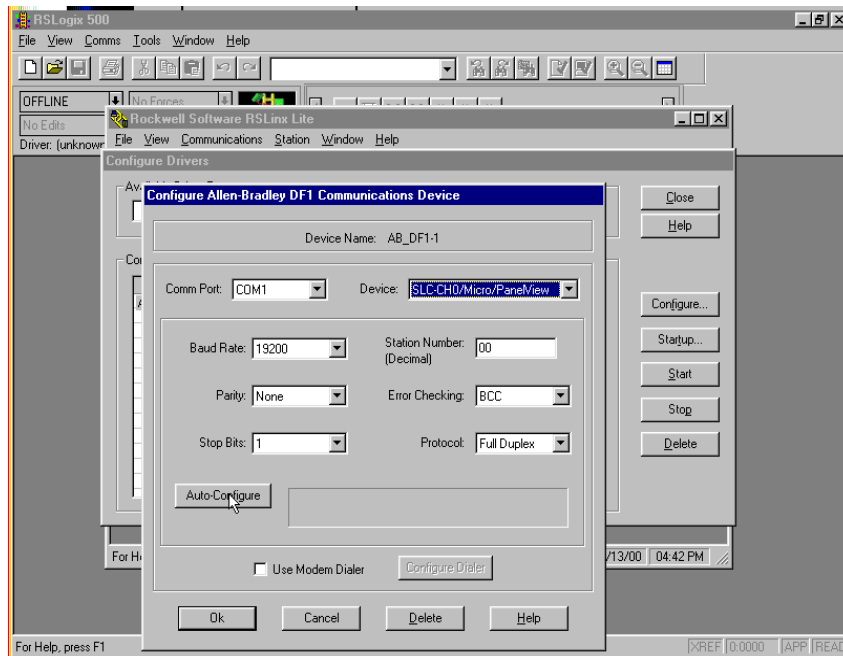 RSLogix 500
File View Comms Tools Window Help
OFFLINE No Forces
No Edits
Driver: (unknown
Rockwell Software RSLinx Lite
File View Communications Station Window Help
Configure Drivers
Configure Allen-Bradley DF1 Communications Device
Close
Help
Device Name: AB_DF1-1
Comm Port: COM1 Device: SLC-CH0/Micro/PanelView
Configure...
Baud Rate: 19200 Station Number: 00
(Decimal)
Startup...
Start
Parity: None Error Checking: BCC
Stop
Stop Bits: 1 Protocol: Full Duplex
Delete
Auto-Configure
For H
/13/00 04:42 PM
Use Modem Dialer Configure Dialer
Ok Cancel Delete Help
For Help, press F1 XREF 0:0000 APP READ